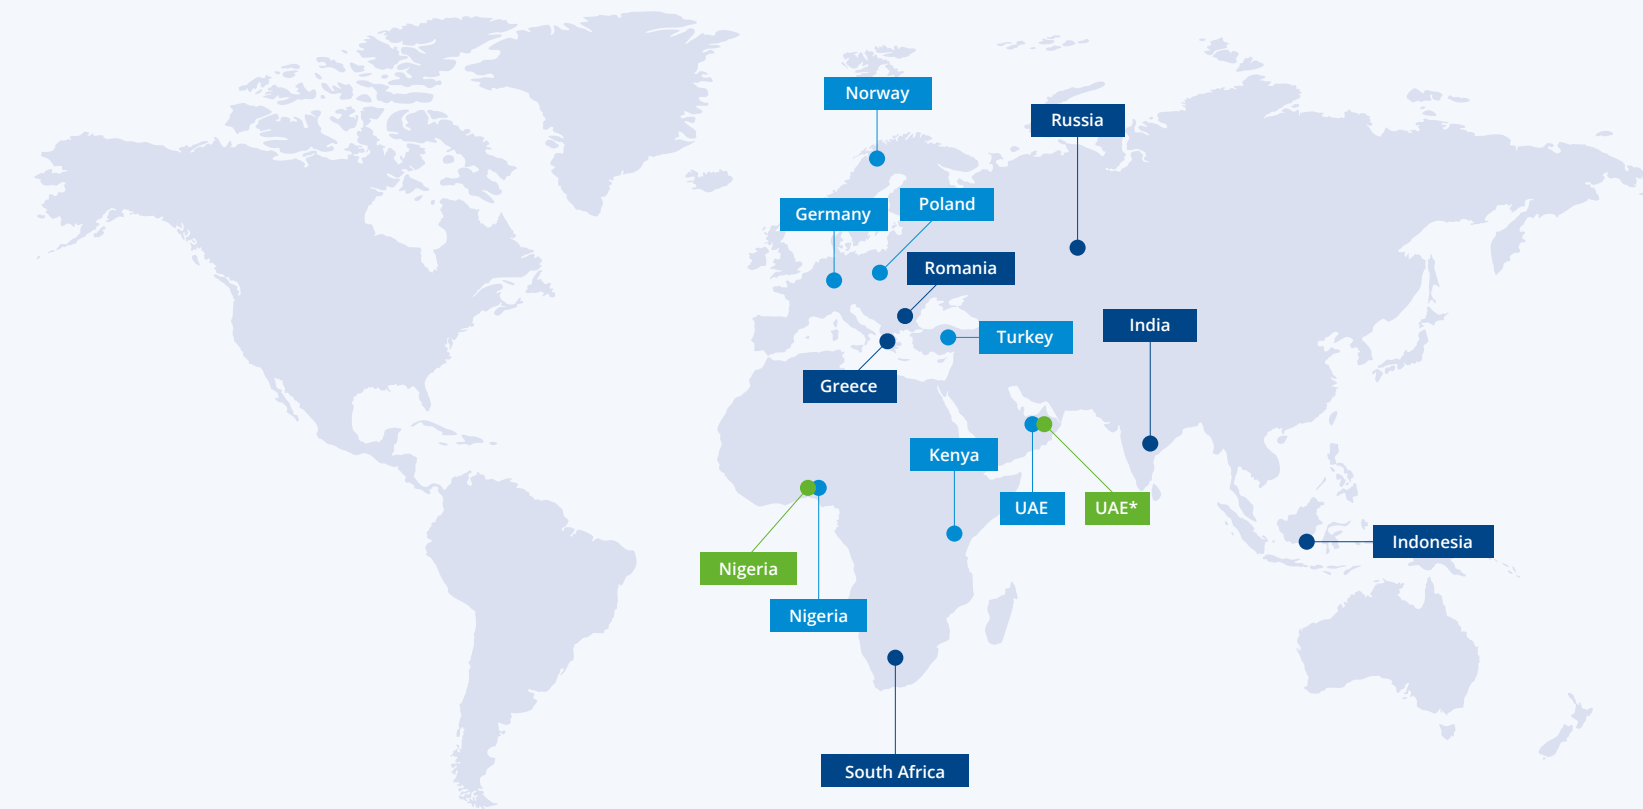 Norway
Russia
Poland
Germany
Romania
India
Turkey
Greece
Kenya
UAE
UAE*
Indonesia
Nigeria
Nigeria
South Africa